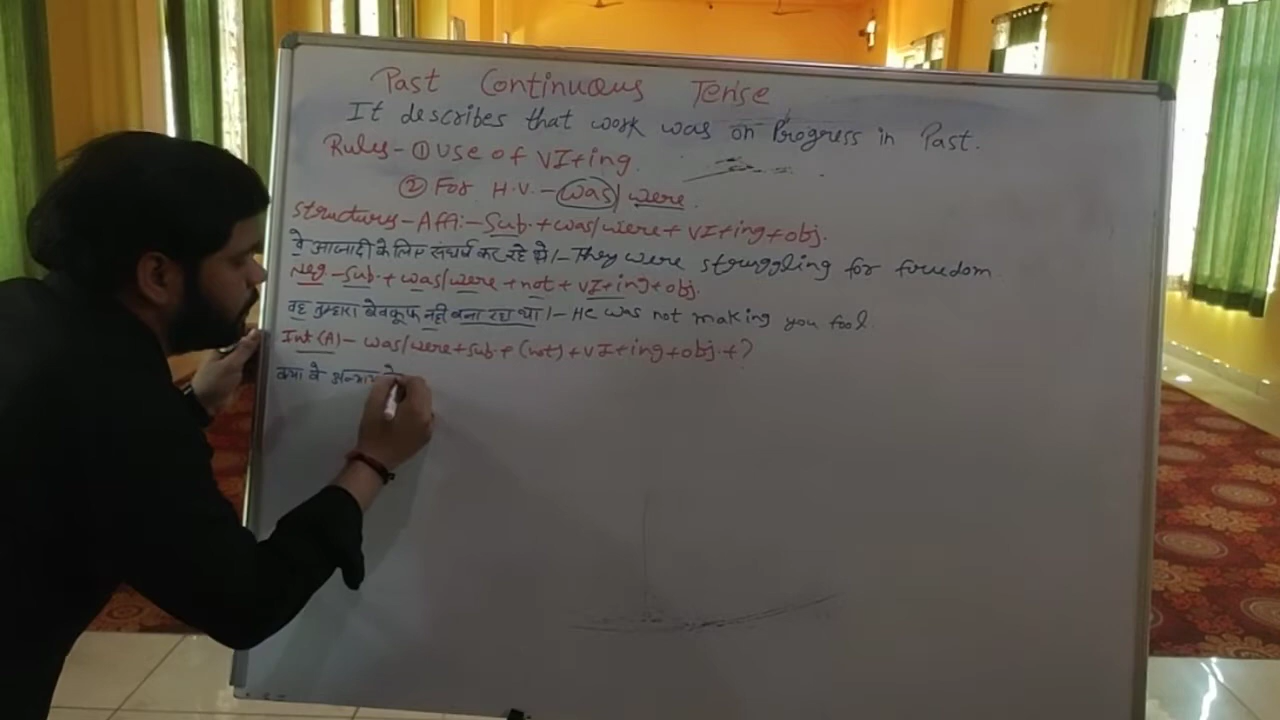 Past Continuous Tense
It describes that work was on Progress in Past.
Rules - ① Use of VI+ing.
② For H.V. - was/were.
Structures - Affi - Sub. + was/were + VI+ing + obj.
वे आजादी के लिए संघर्ष कर रहे थे।- They were struggling for freedom
Neg - Sub. + was/were + not + VI+ing + obj.
वह तुम्हारा बेवकूफ नहीं बना रहा था।- He was not making you fool.
Int (A) - was/were + sub. + (not) + VI+ing + obj. + ?
क्या वे